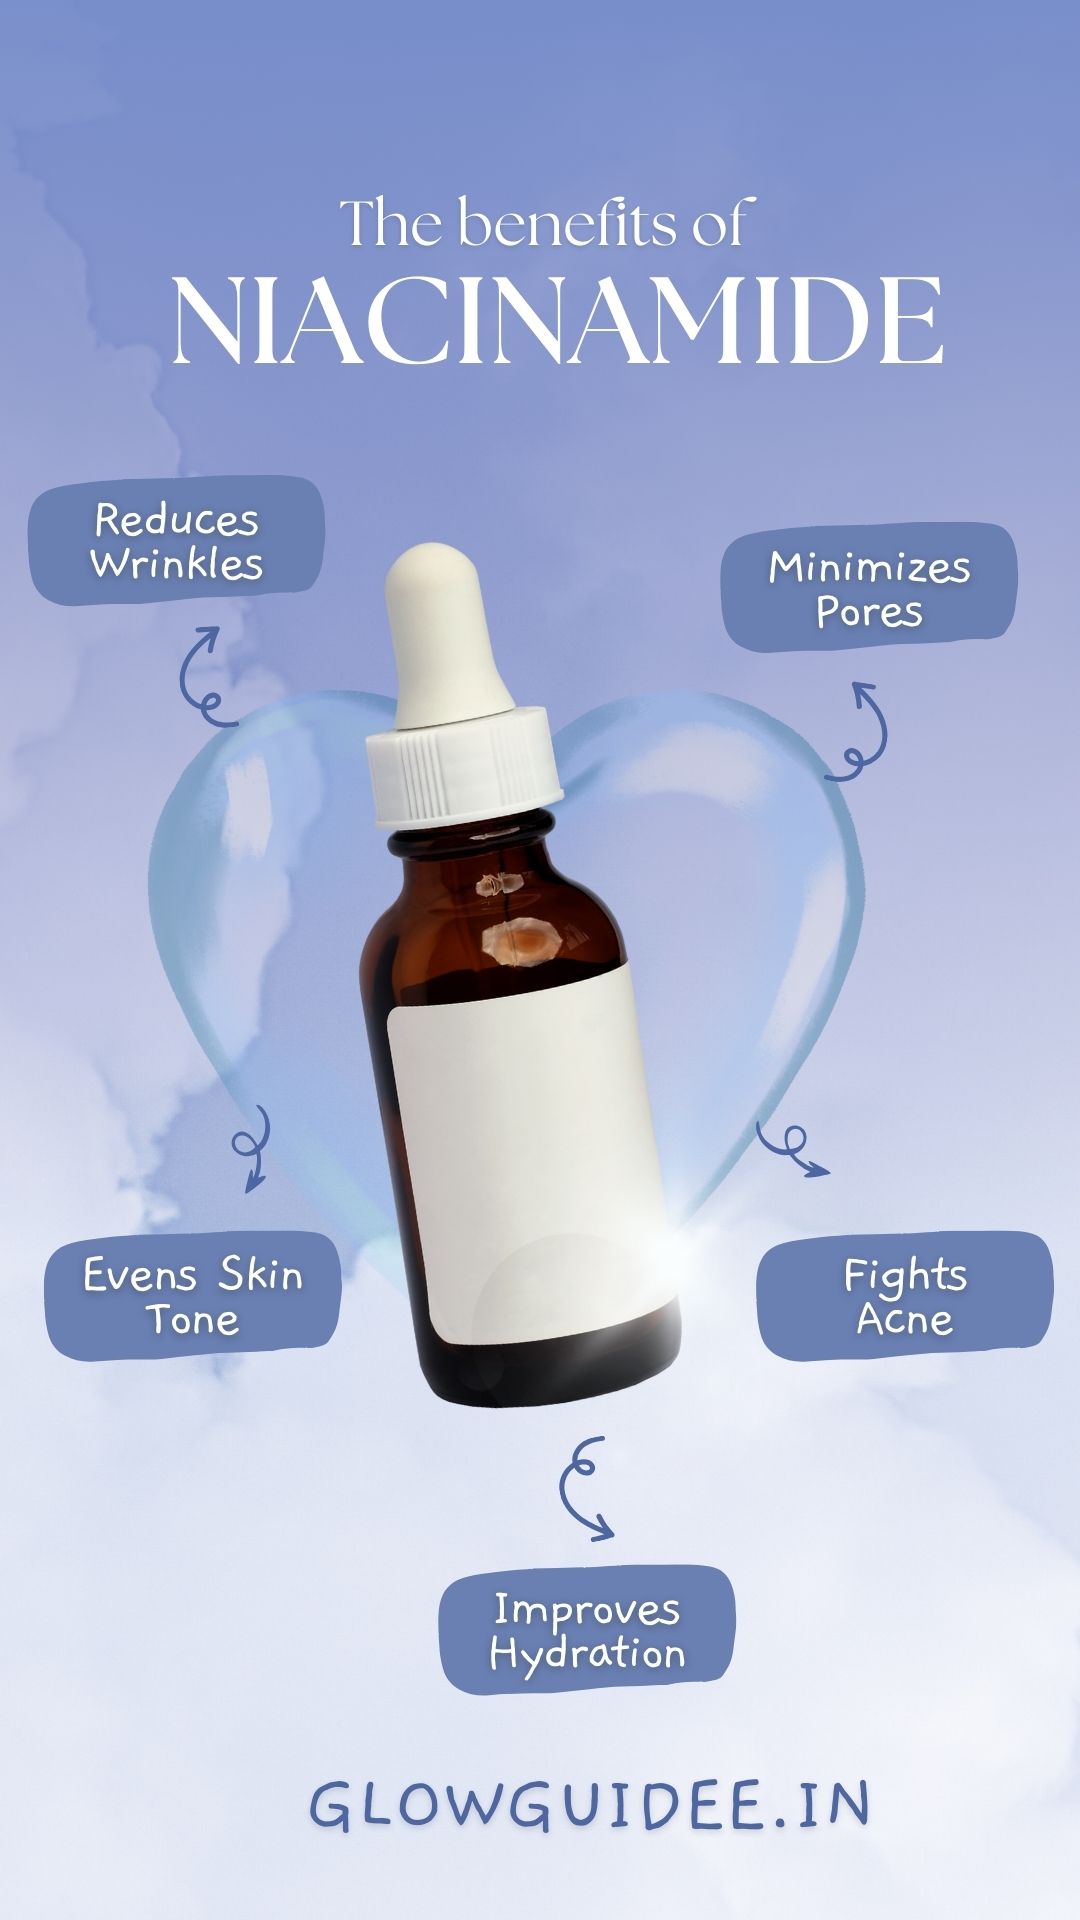 The benefits of
NIACINAMIDE
Reduces
Wrinkles
Minimizes
Pores
Evens Skin
Tone
Fights
Acne
Improves
Hydration
GLOWGUIDEE.IN